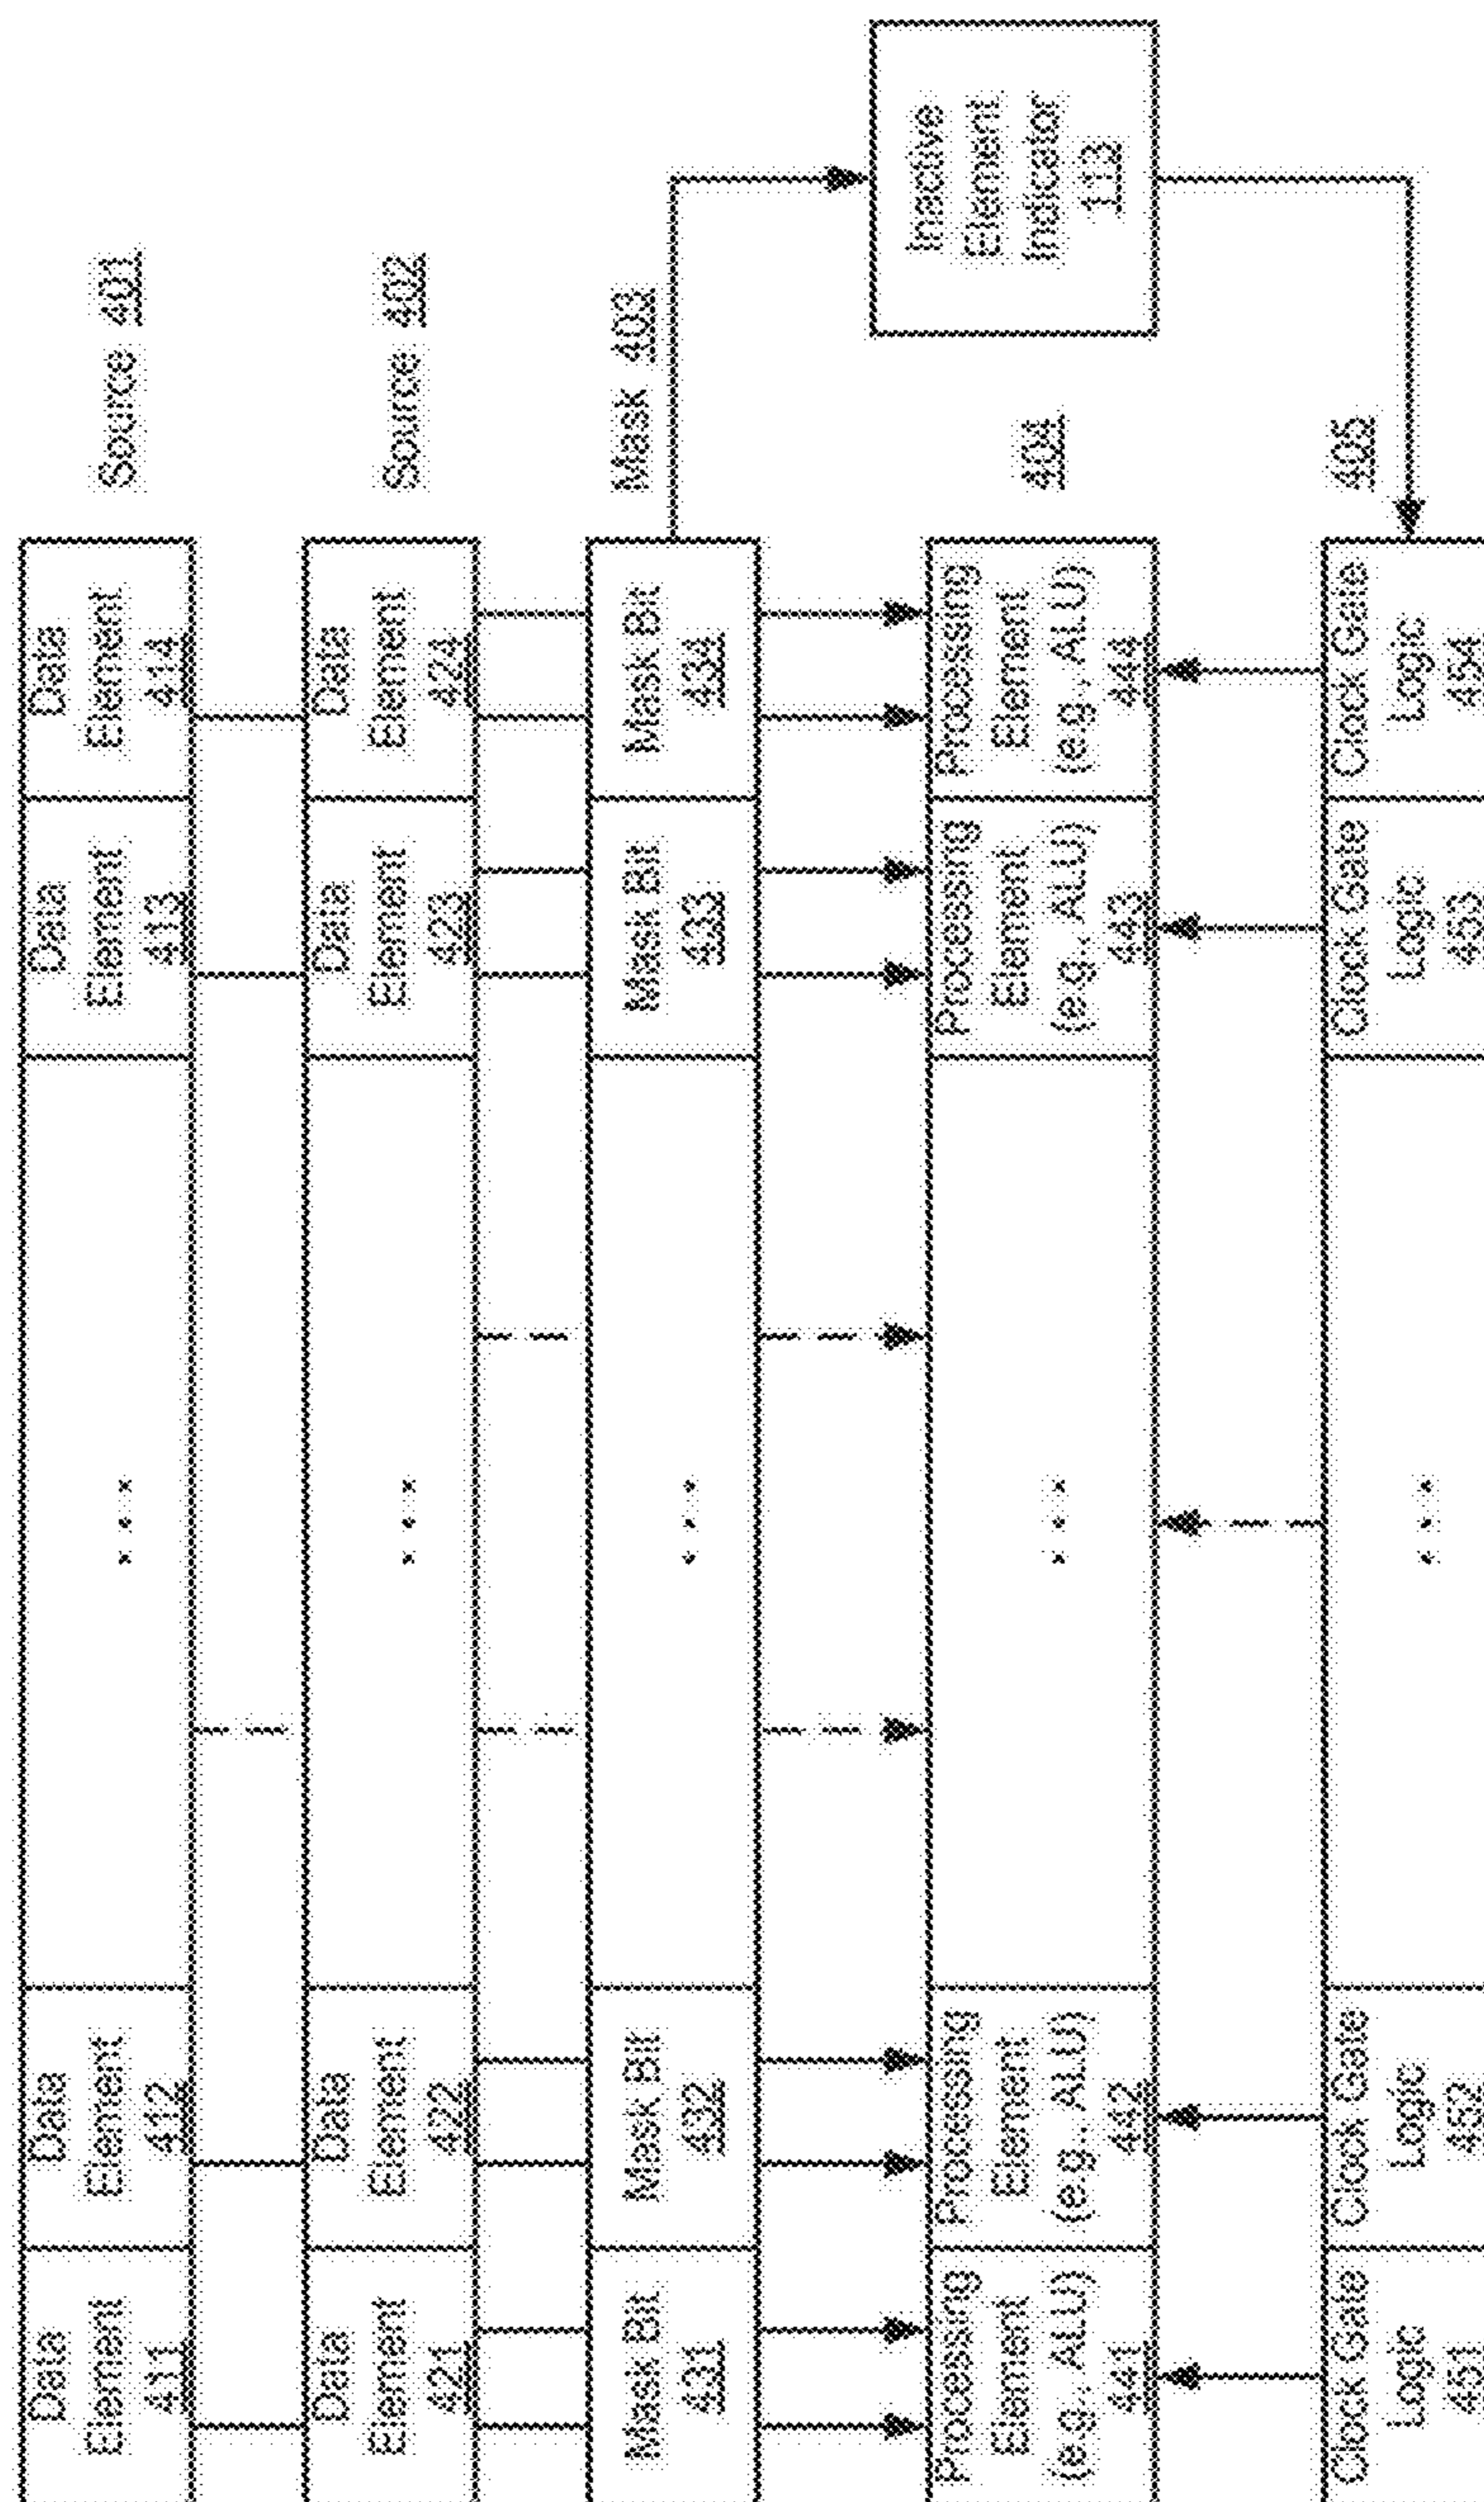 Data
Element
411
Data
Element
412
...
Data
Element
413
Data
Element
414
Source 401
Data
Element
421
Data
Element
422
...
Data
Element
423
Data
Element
424
Source 402
Mask Bit
431
Mask Bit
432
...
Mask Bit
433
Mask Bit
434
Mask 403
Processing
Element
(e.g., ALU)
441
Processing
Element
(e.g., ALU)
442
...
Processing
Element
(e.g., ALU)
443
Processing
Element
(e.g., ALU)
444
404
Inactive
Element
Indicator
113
Clock Gate
Logic
451
Clock Gate
Logic
452
...
Clock Gate
Logic
453
Clock Gate
Logic
454
405